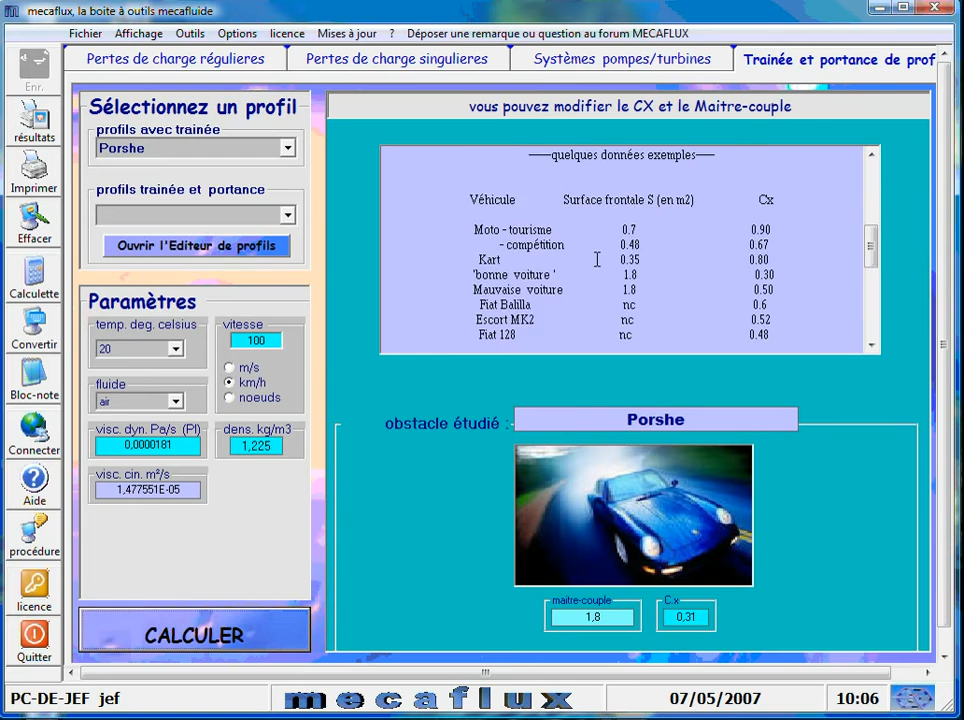 mecaflux, la boite à outils mecafluide
Fichier Affichage Outils Options licence Mises à jour ? Déposer une remarque ou question au forum MECAFLUX
Pertes de charge régulieres
Pertes de charge singulieres
Systèmes pompes/turbines
Trainée et portance de prof
Enr.
résultats
Imprimer
Effacer
Calculette
Convertir
Bloc-note
Connecter
Aide
procédure
licence
Quitter
Sélectionnez un profil
profils avec trainée
Porshe
profils trainée et portance
Ouvrir l'Editeur de profils
Paramètres
temp. deg. celsius
20
vitesse
100
m/s
km/h
noeuds
fluide
air
visc. dyn. Pa/s (Pl)
0,0000181
dens. kg/m3
1,225
visc. cin. m²/s
1,477551E-05
CALCULER
vous pouvez modifier le CX et le Maitre-couple
——quelques données exemples——
Véhicule Surface frontale S (en m2) Cx
Moto - tourisme 0.7 0.90
- compétition 0.48 0.67
Kart 0.35 0.80
'bonne voiture ' 1.8 0.30
Mauvaise voiture 1.8 0.50
Fiat Balilla nc 0.6
Escort MK2 nc 0.52
Fiat 128 nc 0.48
obstacle étudié :
Porshe
maitre-couple
1,8
C.x
0,31
PC-DE-JEF jef
mecaflux
07/05/2007
10:06